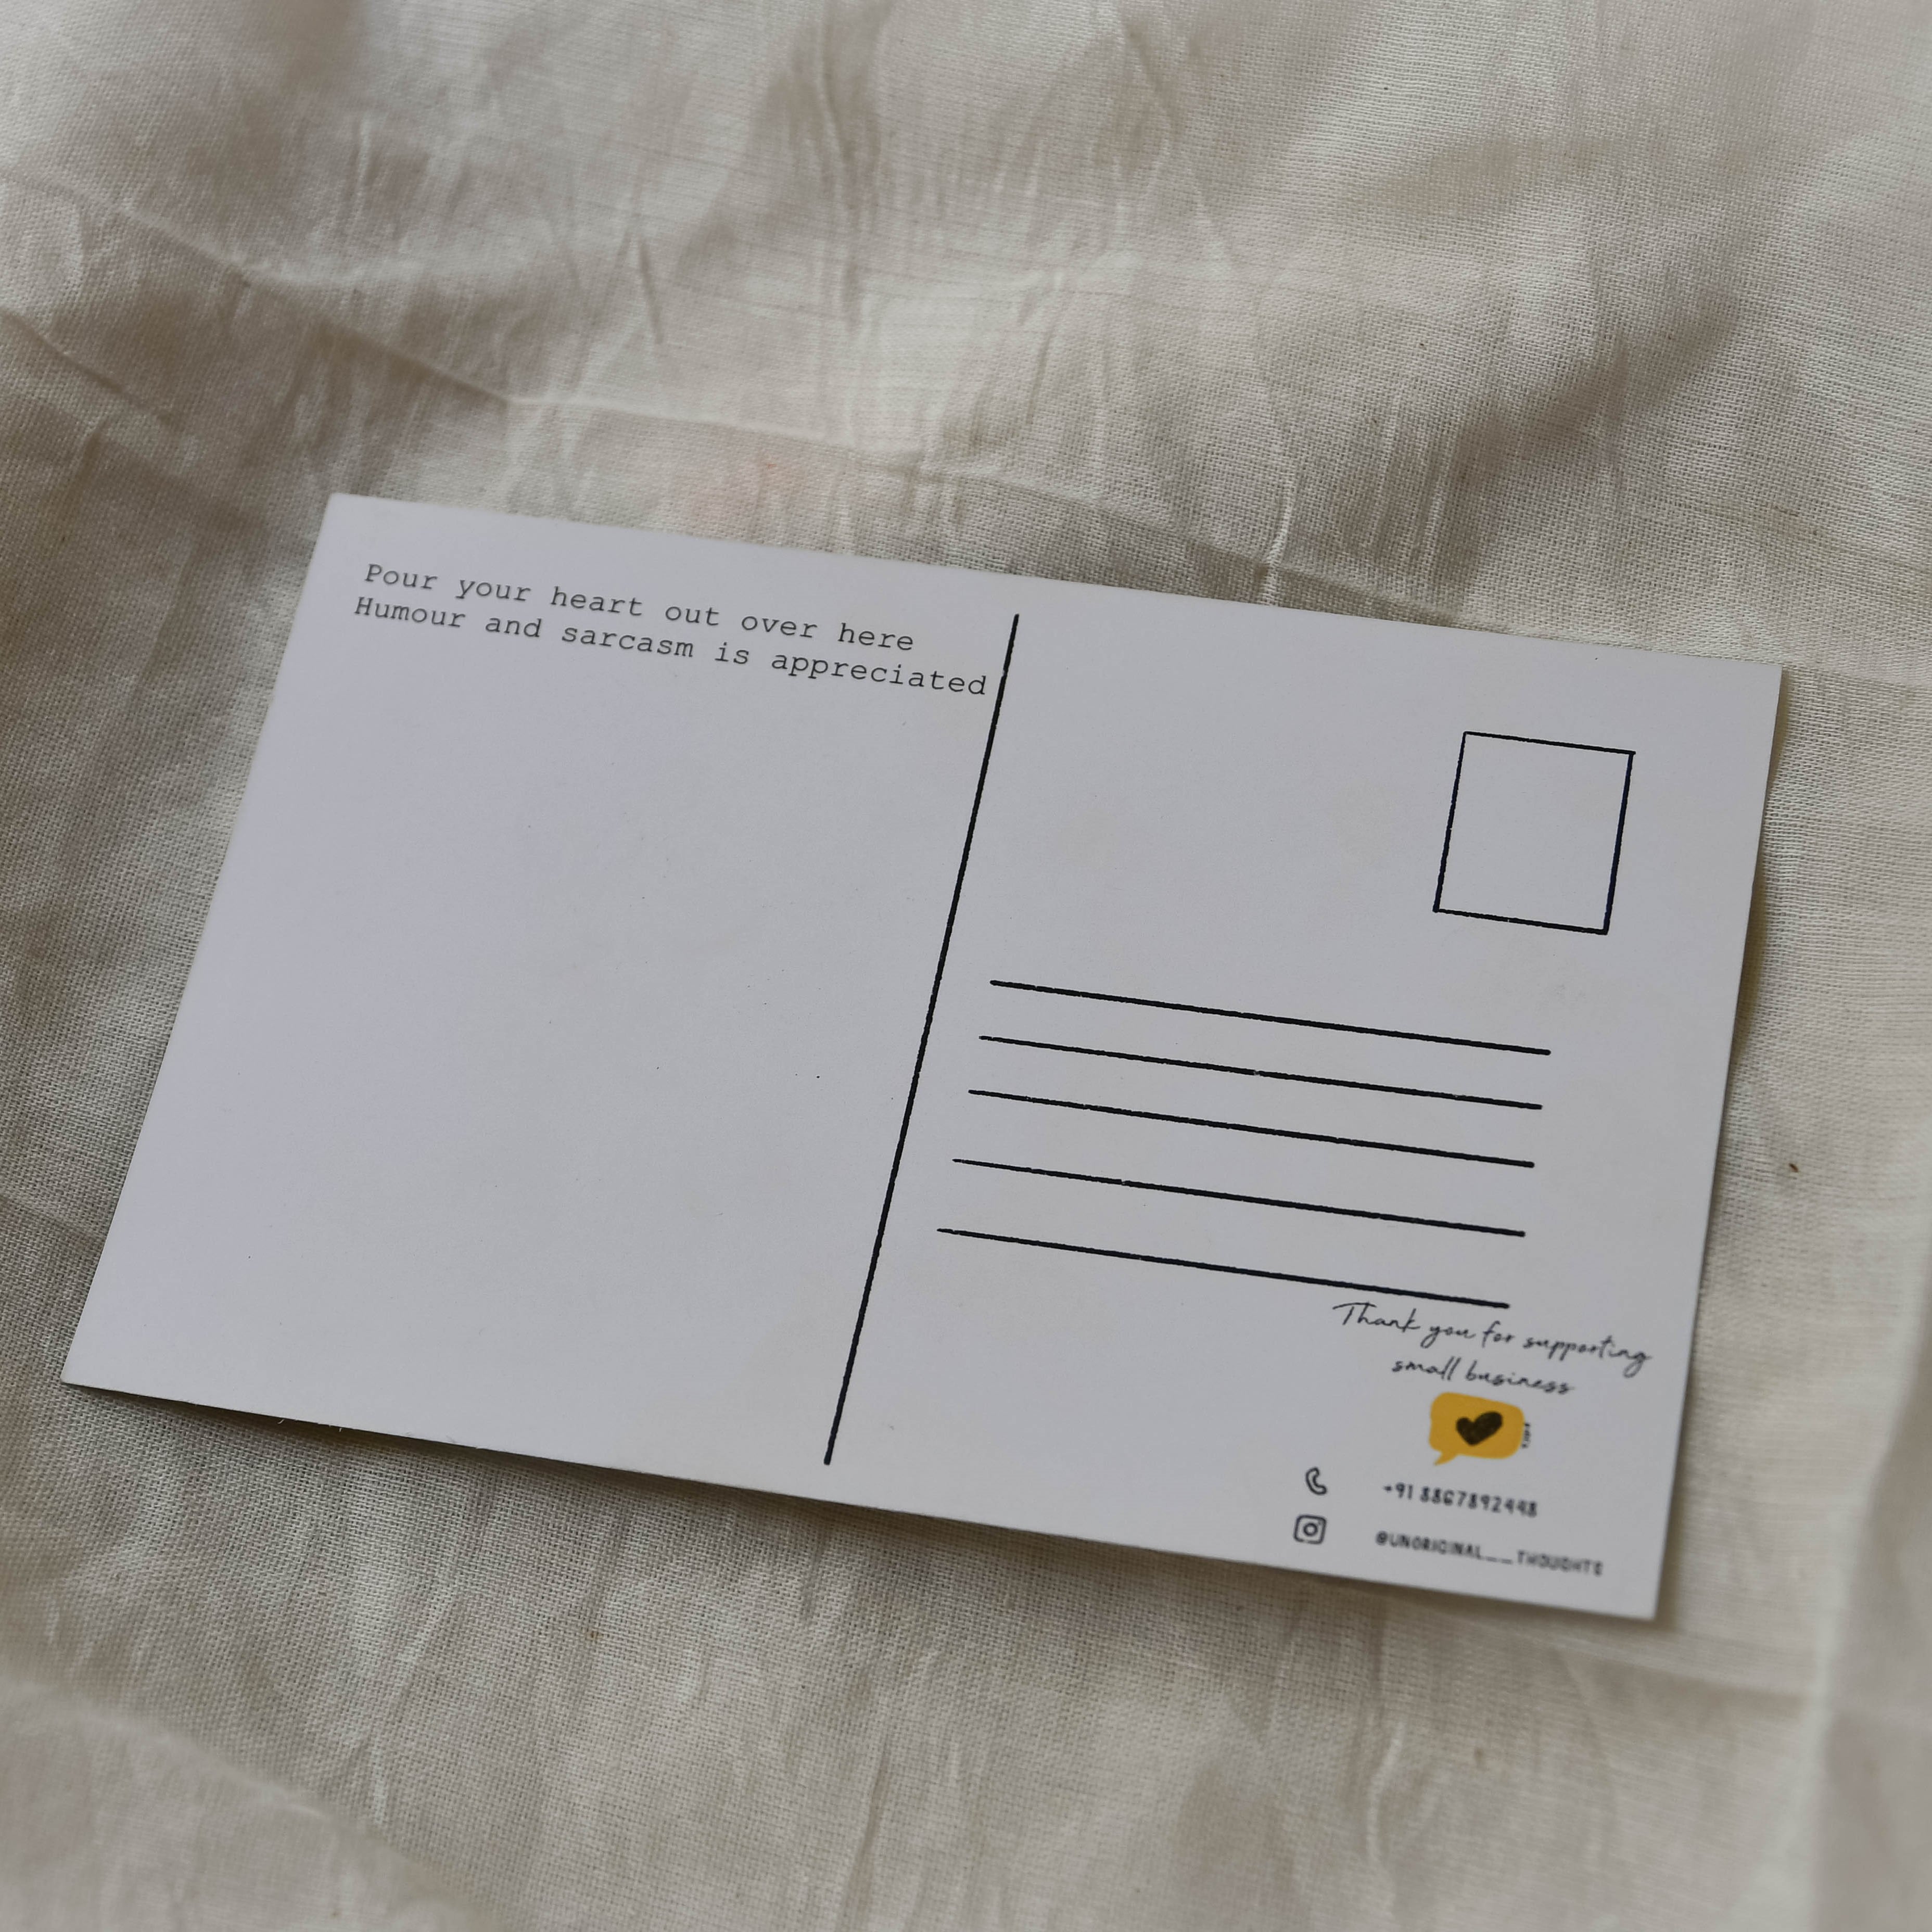 Pour your heart out over here
Humour and sarcasm is appreciated
Thank you for supporting
small business
+91 8867892448
@UNORIGINAL__THOUGHTS